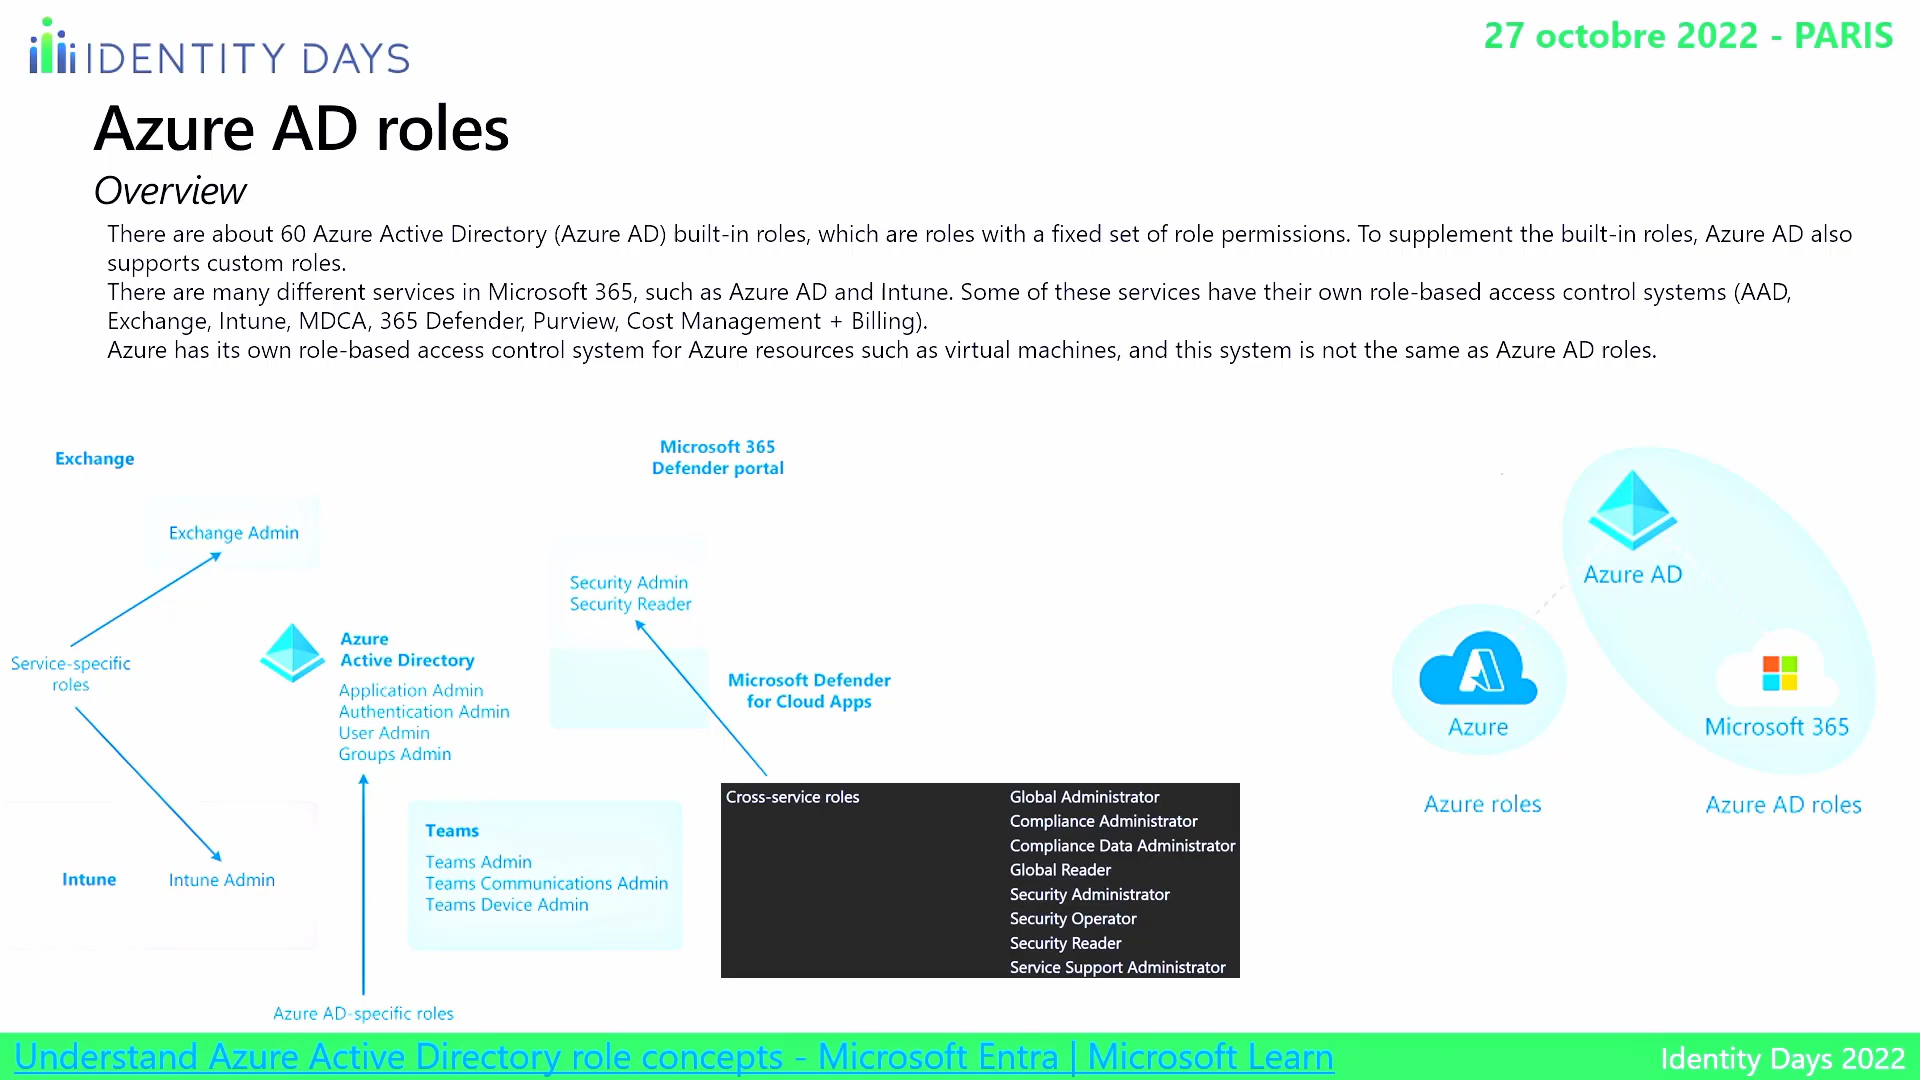 IDENTITY DAYS
27 octobre 2022 - PARIS
Azure AD roles
Overview
There are about 60 Azure Active Directory (Azure AD) built-in roles, which are roles with a fixed set of role permissions. To supplement the built-in roles, Azure AD also
supports custom roles.
There are many different services in Microsoft 365, such as Azure AD and Intune. Some of these services have their own role-based access control systems (AAD,
Exchange, Intune, MDCA, 365 Defender, Purview, Cost Management + Billing).
Azure has its own role-based access control system for Azure resources such as virtual machines, and this system is not the same as Azure AD roles.
Exchange
Exchange Admin
Service-specific
roles
Intune
Intune Admin
Azure
Active Directory
Application Admin
Authentication Admin
User Admin
Groups Admin
Azure AD-specific roles
Teams
Teams Admin
Teams Communications Admin
Teams Device Admin
Microsoft 365
Defender portal
Security Admin
Security Reader
Microsoft Defender
for Cloud Apps
Cross-service roles
Global Administrator
Compliance Administrator
Compliance Data Administrator
Global Reader
Security Administrator
Security Operator
Security Reader
Service Support Administrator
Azure AD
Azure
Microsoft 365
Azure roles
Azure AD roles
Understand Azure Active Directory role concepts - Microsoft Entra | Microsoft Learn
Identity Days 2022